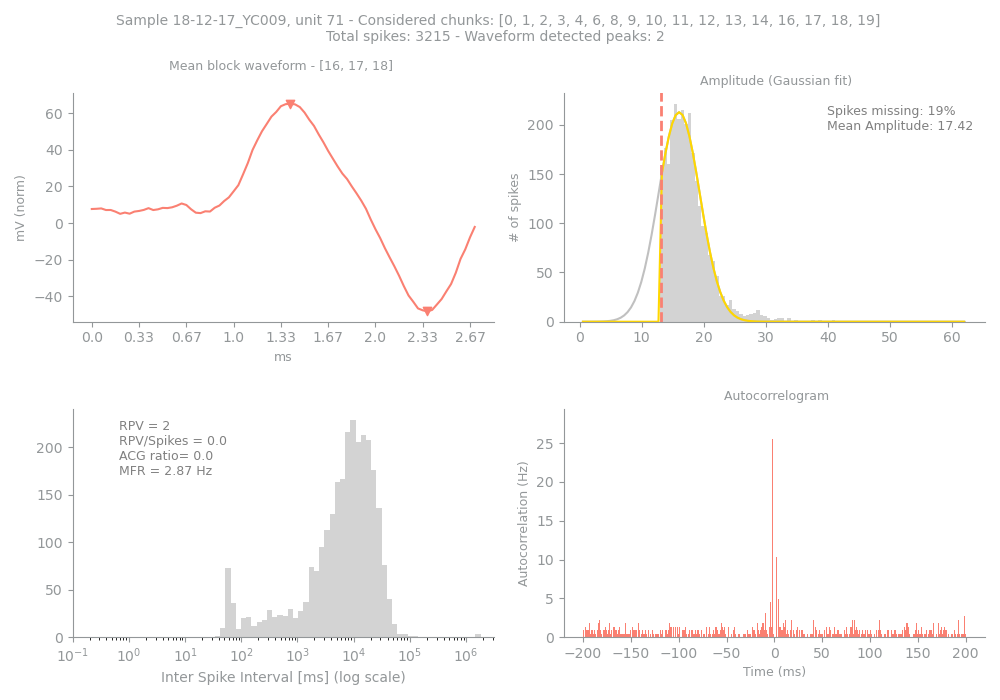 Sample 18-12-17_YC009, unit 71 - Considered chunks: [0, 1, 2, 3, 4, 6, 8, 9, 10, 11, 12, 13, 14, 16, 17, 18, 19]
Total spikes: 3215 - Waveform detected peaks: 2
Mean block waveform - [16, 17, 18]
60
40
20
0
−20
−40
mV (norm)
0.0 0.33 0.67 1.0 1.33 1.67 2.0 2.33 2.67
ms
Amplitude (Gaussian fit)
Spikes missing: 19%
Mean Amplitude: 17.42
200
150
100
50
0
# of spikes
0 10 20 30 40 50 60
RPV = 2
RPV/Spikes = 0.0
ACG ratio= 0.0
MFR = 2.87 Hz
200
150
100
50
0
10⁻¹ 10⁰ 10¹ 10² 10³ 10⁴ 10⁵ 10⁶
Inter Spike Interval [ms] (log scale)
Autocorrelogram
25
20
15
10
5
0
Autocorrelation (Hz)
−200 −150 −100 −50 0 50 100 150 200
Time (ms)